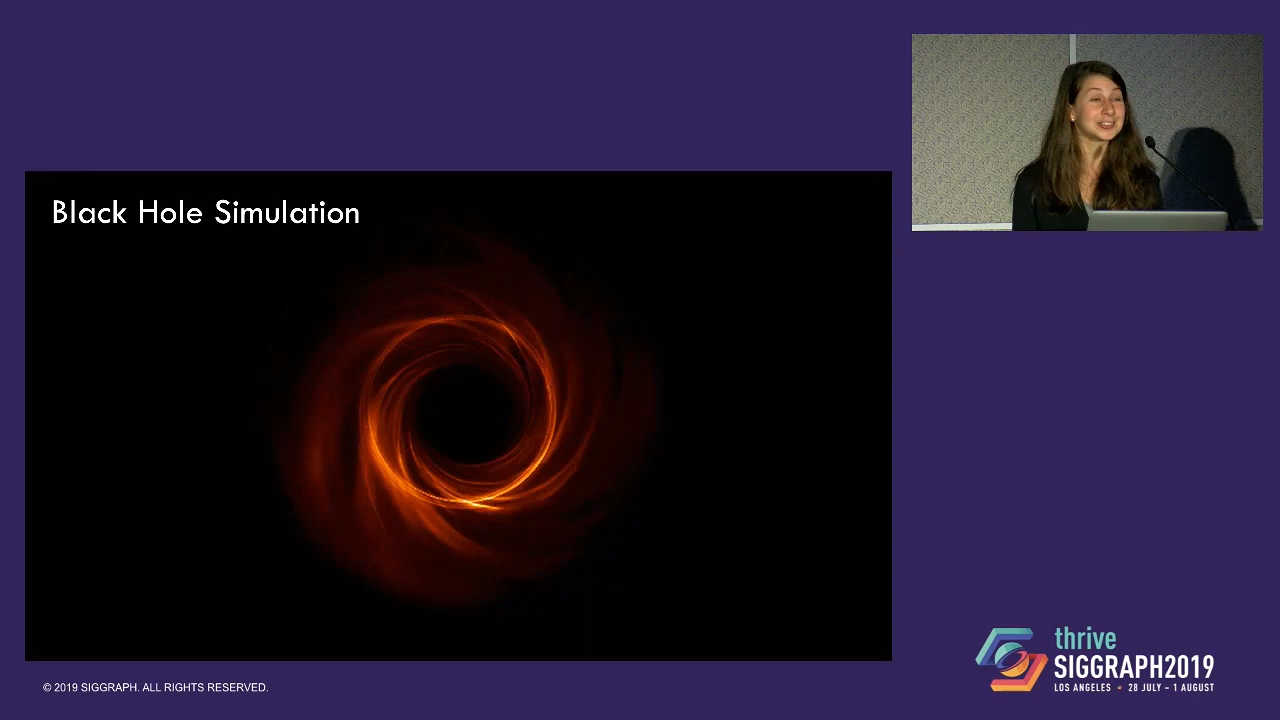 Black Hole Simulation
© 2019 SIGGRAPH. ALL RIGHTS RESERVED.
thrive
SIGGRAPH2019
LOS ANGELES • 28 JULY – 1 AUGUST